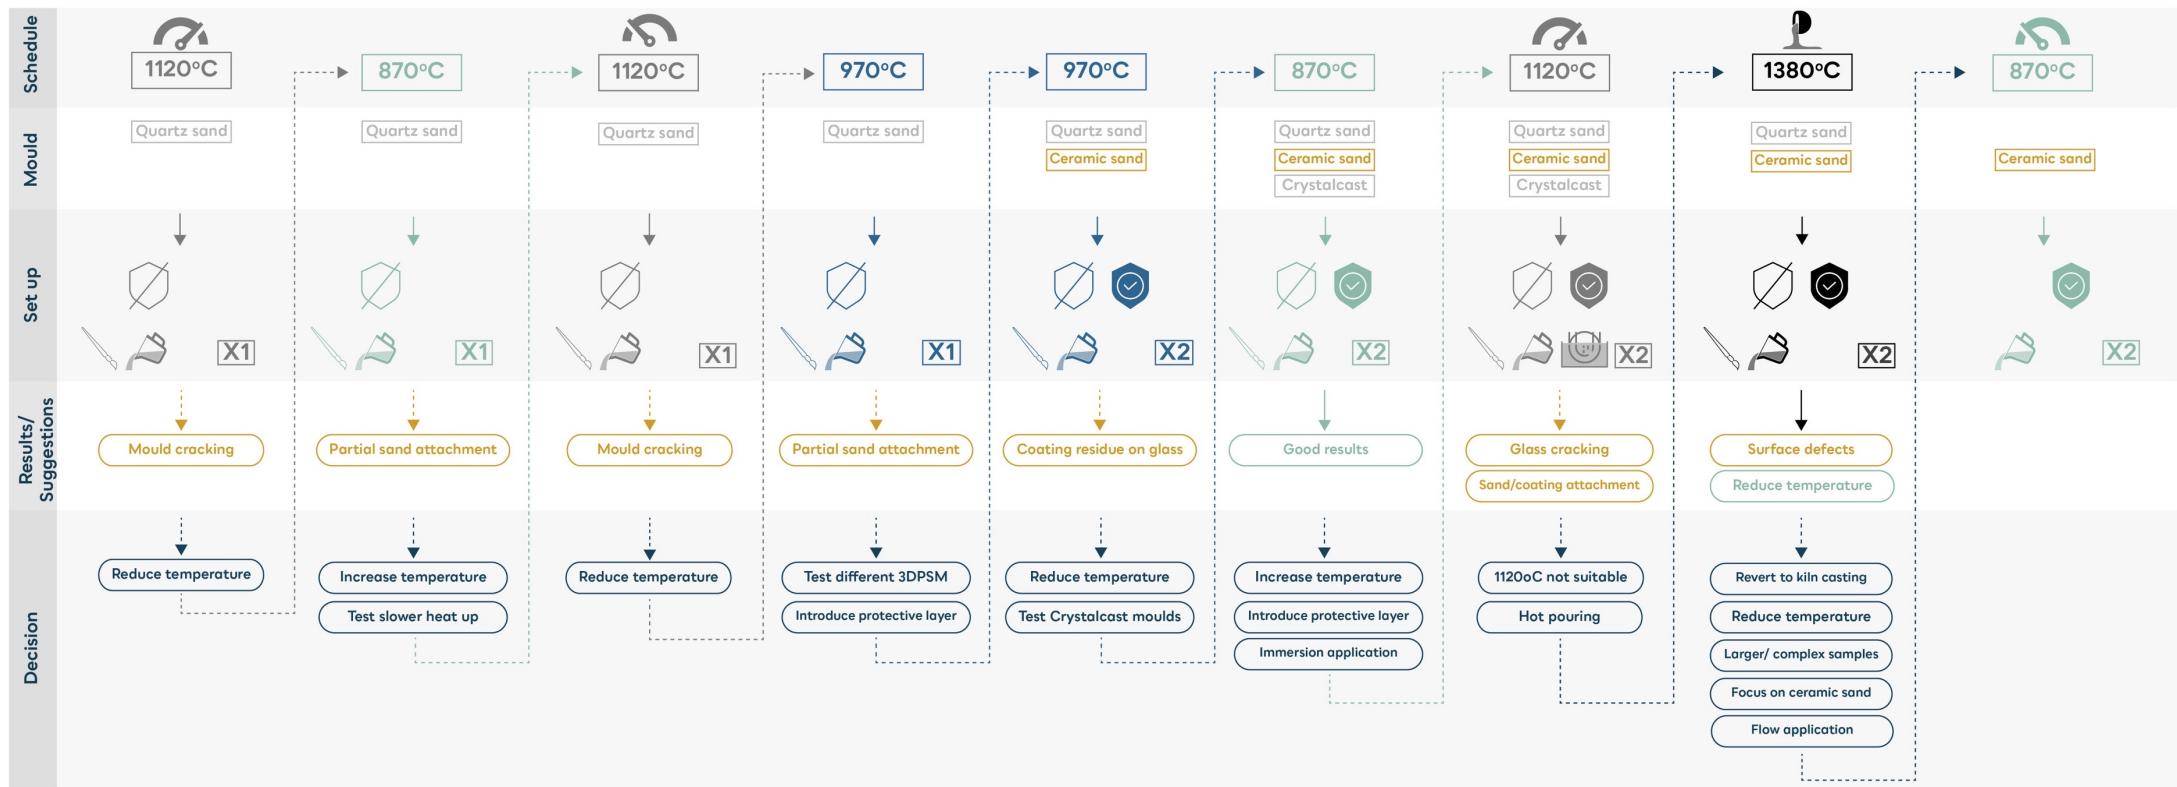 Schedule
1120°C
870°C
1120°C
970°C
970°C
870°C
1120°C
1380°C
870°C
Mould
Quartz sand
Quartz sand
Quartz sand
Quartz sand
Quartz sand
Ceramic sand
Quartz sand
Ceramic sand
Crystalcast
Quartz sand
Ceramic sand
Crystalcast
Quartz sand
Ceramic sand
Ceramic sand
Set up
X1
X1
X1
X1
X2
X2
X2
X2
X2
Results/
Suggestions
Mould cracking
Partial sand attachment
Mould cracking
Partial sand attachment
Coating residue on glass
Good results
Glass cracking
Sand/coating attachment
Surface defects
Reduce temperature
Decision
Reduce temperature
Increase temperature
Test slower heat up
Reduce temperature
Test different 3DPSM
Introduce protective layer
Reduce temperature
Test Crystalcast moulds
Increase temperature
Introduce protective layer
Immersion application
1120oC not suitable
Hot pouring
Revert to kiln casting
Reduce temperature
Larger/ complex samples
Focus on ceramic sand
Flow application